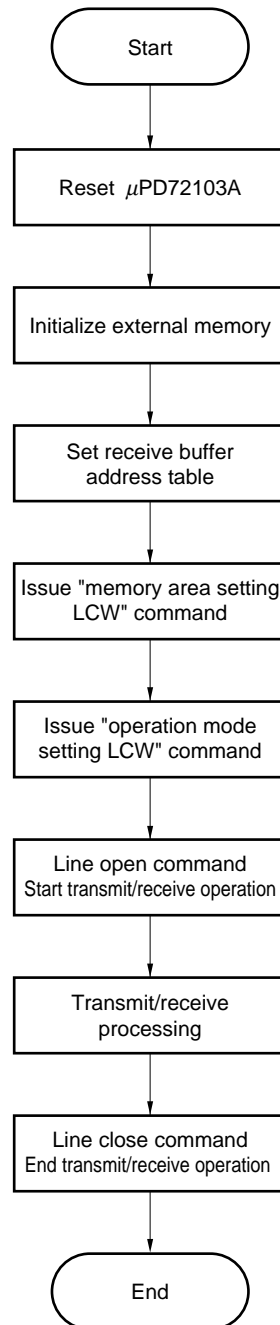 Start
Reset μPD72103A
Initialize external memory
Set receive buffer
address table
Issue "memory area setting
LCW" command
Issue "operation mode
setting LCW" command
Line open command
Start transmit/receive operation
Transmit/receive
processing
Line close command
End transmit/receive operation
End